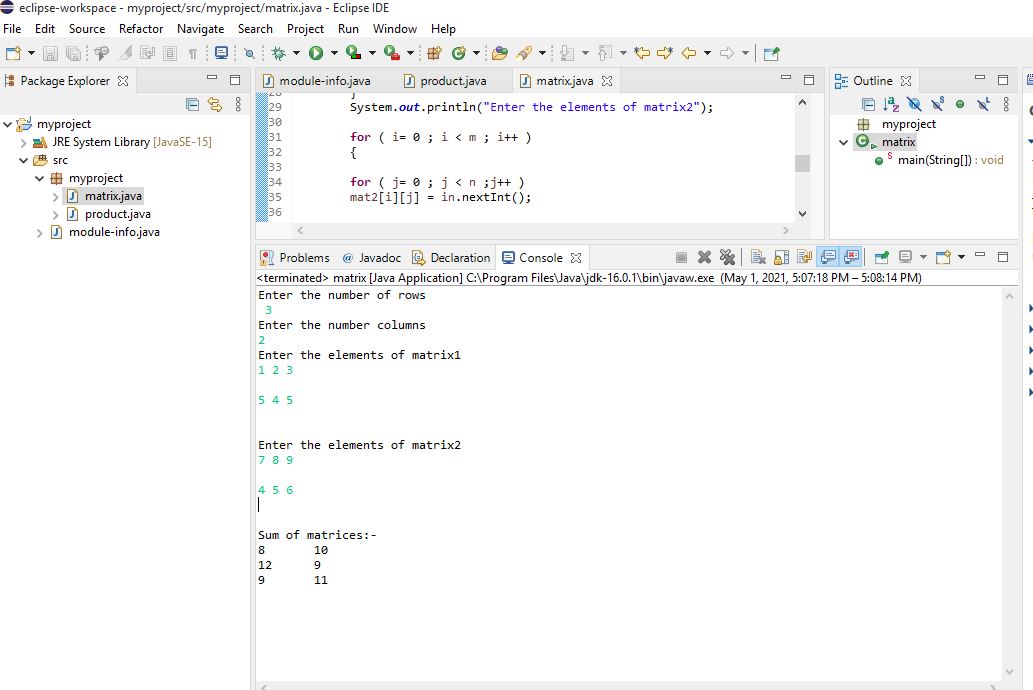 eclipse-workspace - myproject/src/myproject/matrix.java - Eclipse IDE
File Edit Source Refactor Navigate Search Project Run Window Help
Package Explorer
myproject
JRE System Library [JavaSE-15]
src
myproject
matrix.java
product.java
module-info.java
module-info.java product.java matrix.java
28 }
29 System.out.println("Enter the elements of matrix2");
30
31 for ( i= 0 ; i < m ; i++ )
32 {
33
34 for ( j= 0 ; j < n ;j++ )
35 mat2[i][j] = in.nextInt();
36
Outline
myproject
matrix
main(String[]) : void
Problems @ Javadoc Declaration Console
<terminated> matrix [Java Application] C:\Program Files\Java\jdk-16.0.1\bin\javaw.exe (May 1, 2021, 5:07:18 PM – 5:08:14 PM)
Enter the number of rows
3
Enter the number columns
2
Enter the elements of matrix1
1 2 3
5 4 5
Enter the elements of matrix2
7 8 9
4 5 6
Sum of matrices:-
8 10
12 9
9 11